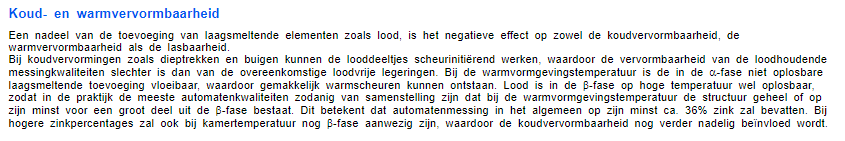 Koud- en warmvervormbaarheid
Een nadeel van de toevoeging van laagsmeltende elementen zoals lood, is het negatieve effect op zowel de koudvervormbaarheid, de
warmvervormbaarheid als de lasbaarheid.
Bij koudvervormingen zoals dieptrekken en buigen kunnen de looddeeltjes scheurinitiërend werken, waardoor de vervormbaarheid van de loodhoudende
messingkwaliteiten slechter is dan van de overeenkomstige loodvrije legeringen. Bij de warmvormgevingstemperatuur is de in de α-fase niet oplosbare
laagsmeltende toevoeging vloeibaar, waardoor gemakkelijk warmscheuren kunnen ontstaan. Lood is in de β-fase op hoge temperatuur wel oplosbaar,
zodat in de praktijk de meeste automatenkwaliteiten zodanig van samenstelling zijn dat bij de warmvormgevingstemperatuur de structuur geheel of op
zijn minst voor een groot deel uit de β-fase bestaat. Dit betekent dat automatenmessing in het algemeen op zijn minst ca. 36% zink zal bevatten. Bij
hogere zinkpercentages zal ook bij kamertemperatuur nog β-fase aanwezig zijn, waardoor de koudvervormbaarheid nog verder nadelig beïnvloed wordt.